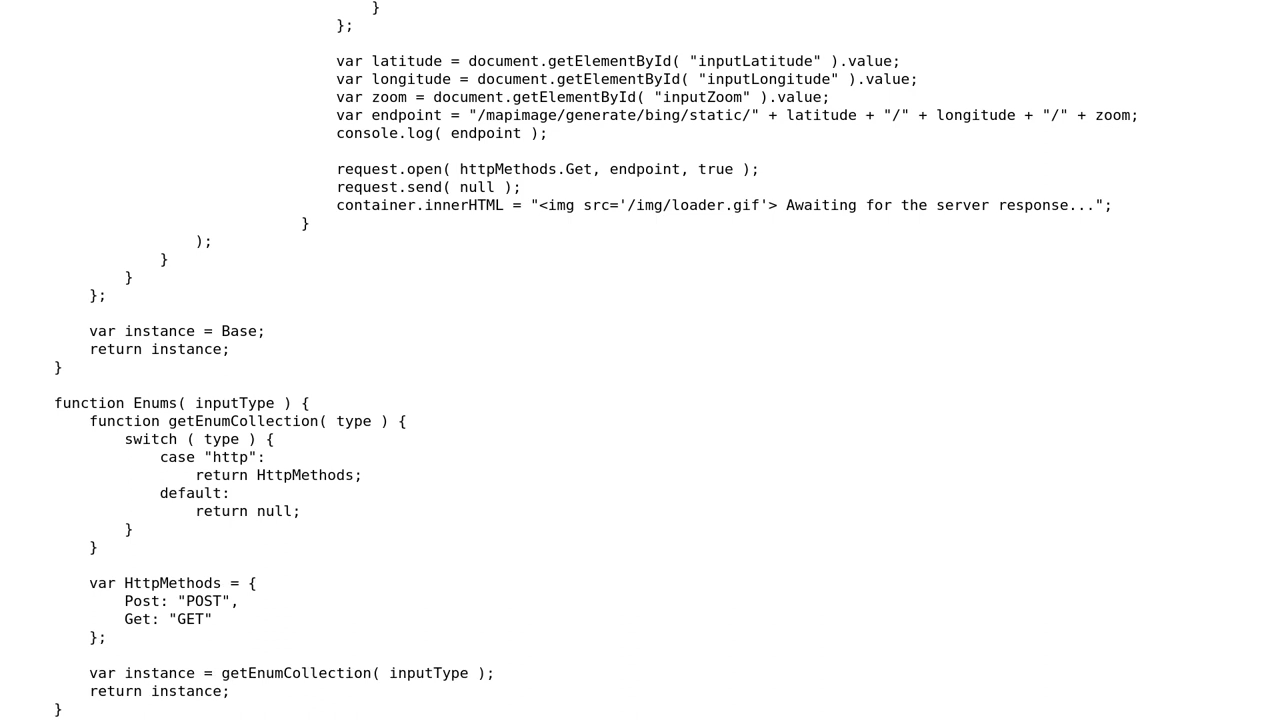 }
                                };

                                var latitude = document.getElementById( "inputLatitude" ).value;
                                var longitude = document.getElementById( "inputLongitude" ).value;
                                var zoom = document.getElementById( "inputZoom" ).value;
                                var endpoint = "/mapimage/generate/bing/static/" + latitude + "/" + longitude + "/" + zoom;
                                console.log( endpoint );

                                request.open( httpMethods.Get, endpoint, true );
                                request.send( null );
                                container.innerHTML = "<img src='/img/loader.gif'> Awaiting for the server response...";
                            }
                );
            }
        }
    };

    var instance = Base;
    return instance;
}

function Enums( inputType ) {
    function getEnumCollection( type ) {
        switch ( type ) {
            case "http":
                return HttpMethods;
            default:
                return null;
        }
    }

    var HttpMethods = {
        Post: "POST",
        Get: "GET"
    };

    var instance = getEnumCollection( inputType );
    return instance;
}